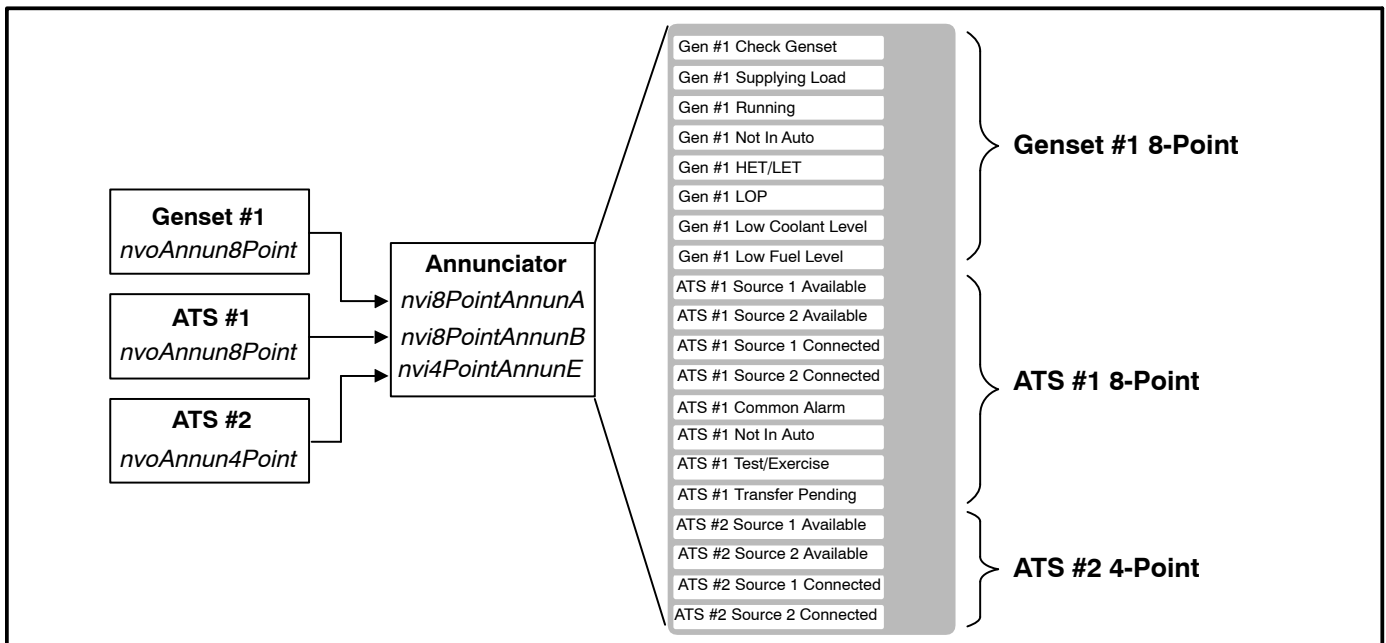 Genset #1
nvoAnnun8Point
ATS #1
nvoAnnun8Point
ATS #2
nvoAnnun4Point
Annunciator
nvi8PointAnnunA
nvi8PointAnnunB
nvi4PointAnnunE
Gen #1 Check Genset
Gen #1 Supplying Load
Gen #1 Running
Gen #1 Not In Auto
Gen #1 HET/LET
Gen #1 LOP
Gen #1 Low Coolant Level
Gen #1 Low Fuel Level
ATS #1 Source 1 Available
ATS #1 Source 2 Available
ATS #1 Source 1 Connected
ATS #1 Source 2 Connected
ATS #1 Common Alarm
ATS #1 Not In Auto
ATS #1 Test/Exercise
ATS #1 Transfer Pending
ATS #2 Source 1 Available
ATS #2 Source 2 Available
ATS #2 Source 1 Connected
ATS #2 Source 2 Connected
Genset #1 8-Point
ATS #1 8-Point
ATS #2 4-Point